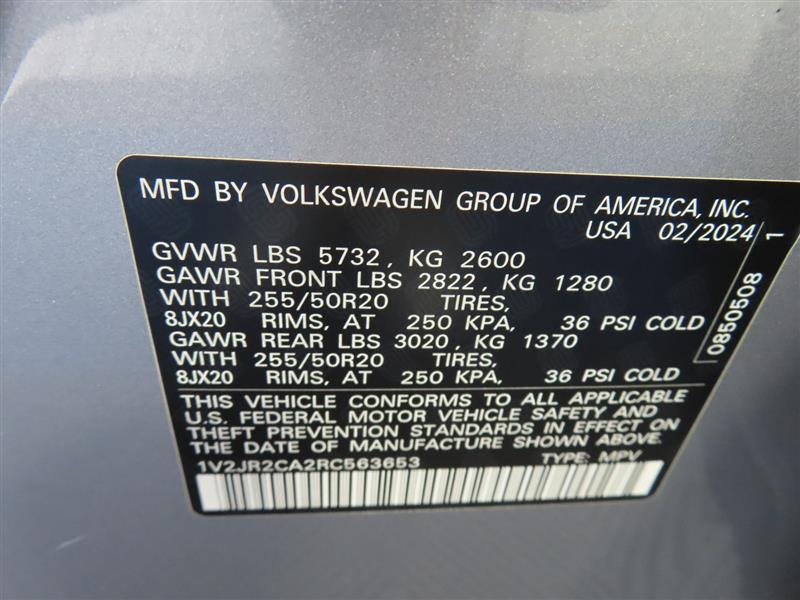 MFD BY VOLKSWAGEN GROUP OF AMERICA, INC.
USA 02/2024
GVWR LBS 5732, KG 2600
GAWR FRONT LBS 2822, KG 1280
WITH 255/50R20 TIRES,
8JX20 RIMS, AT 250 KPA, 36 PSI COLD
GAWR REAR LBS 3020, KG 1370
WITH 255/50R20 TIRES,
8JX20 RIMS, AT 250 KPA, 36 PSI COLD
THIS VEHICLE CONFORMS TO ALL APPLICABLE
U.S. FEDERAL MOTOR VEHICLE SAFETY AND
THEFT PREVENTION STANDARDS IN EFFECT ON
THE DATE OF MANUFACTURE SHOWN ABOVE.
1V2JR2CA2RC563653 TYPE: MPV
0850508 1